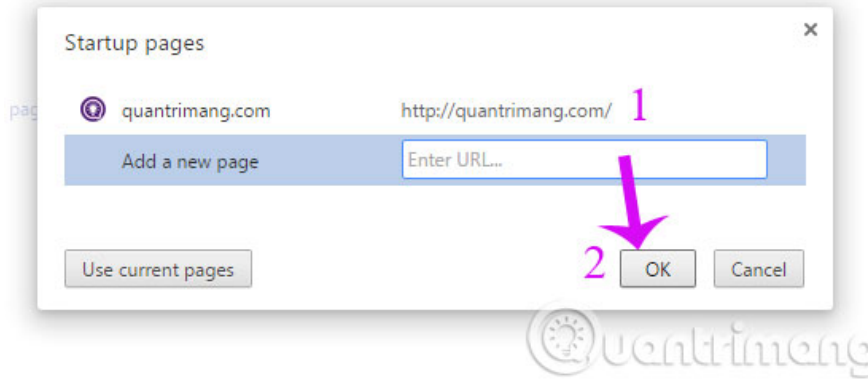 Startup pages
quantrimang.com http://quantrimang.com/ 1
Add a new page Enter URL...
Use current pages 2 OK Cancel
Quantrimang